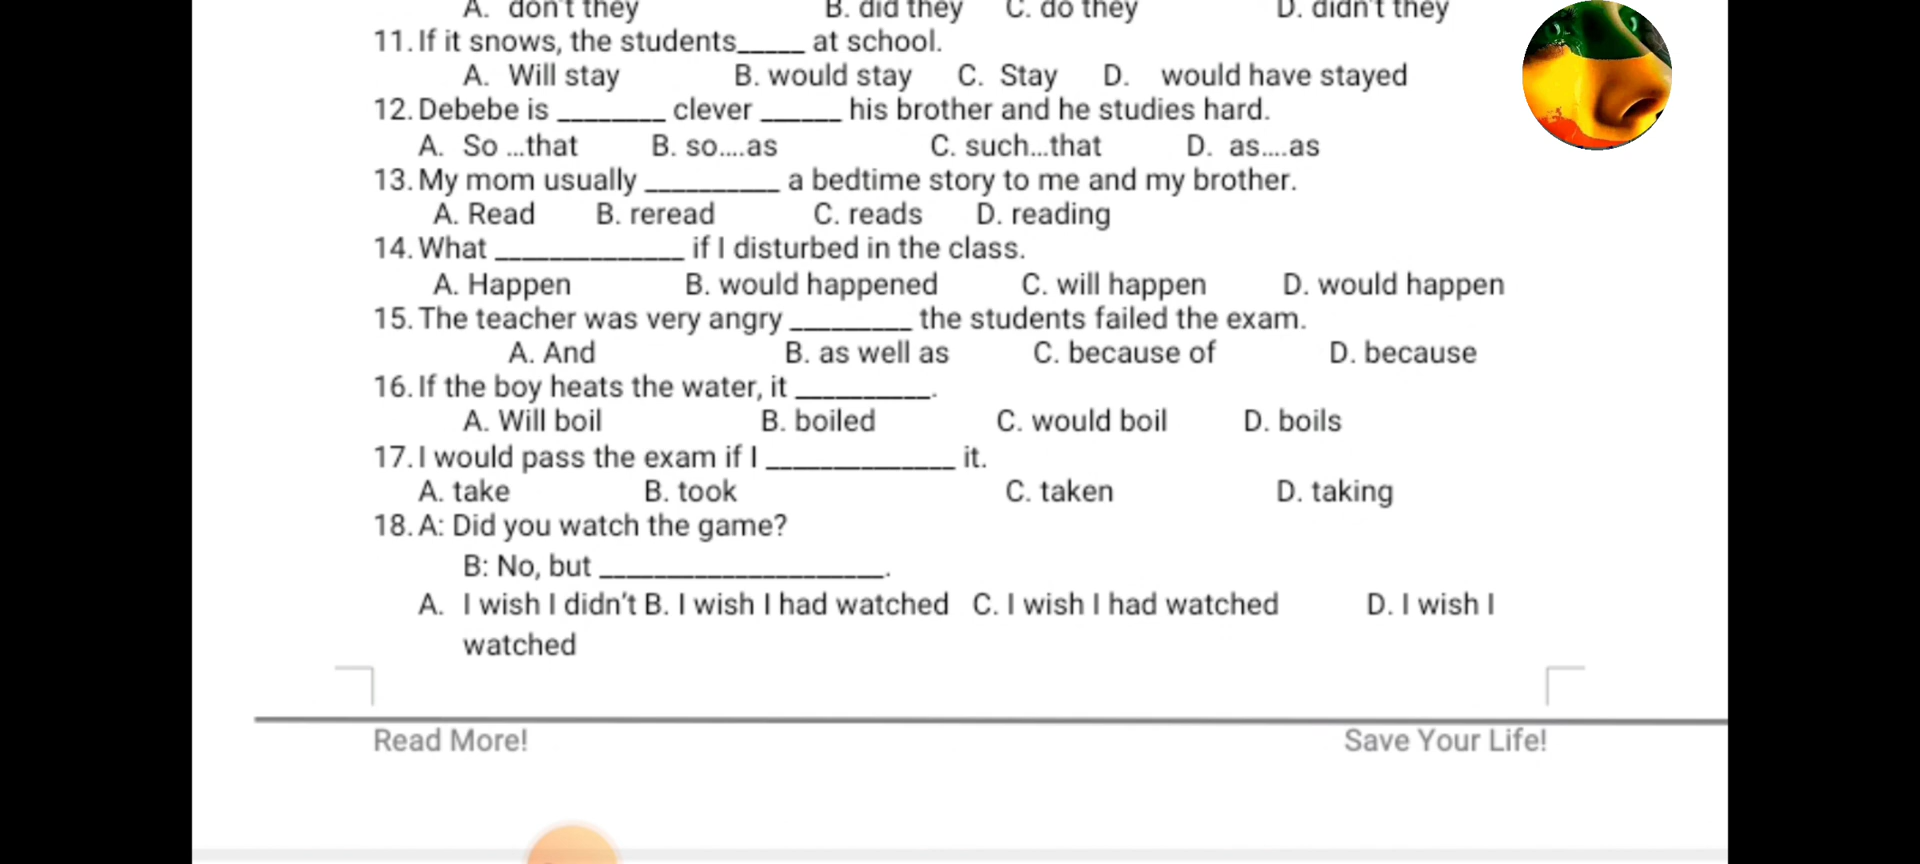 A. don't they B. did they C. do they D. didn't they
11. If it snows, the students_____ at school.
A. Will stay B. would stay C. Stay D. would have stayed
12. Debebe is ________ clever ______ his brother and he studies hard.
A. So ...that B. so....as C. such...that D. as....as
13. My mom usually __________ a bedtime story to me and my brother.
A. Read B. reread C. reads D. reading
14. What ______________ if I disturbed in the class.
A. Happen B. would happened C. will happen D. would happen
15. The teacher was very angry _________ the students failed the exam.
A. And B. as well as C. because of D. because
16. If the boy heats the water, it __________.
A. Will boil B. boiled C. would boil D. boils
17. I would pass the exam if I ______________ it.
A. take B. took C. taken D. taking
18. A: Did you watch the game?
B: No, but _____________________.
A. I wish I didn't B. I wish I had watched C. I wish I had watched D. I wish I
watched
Read More! Save Your Life!